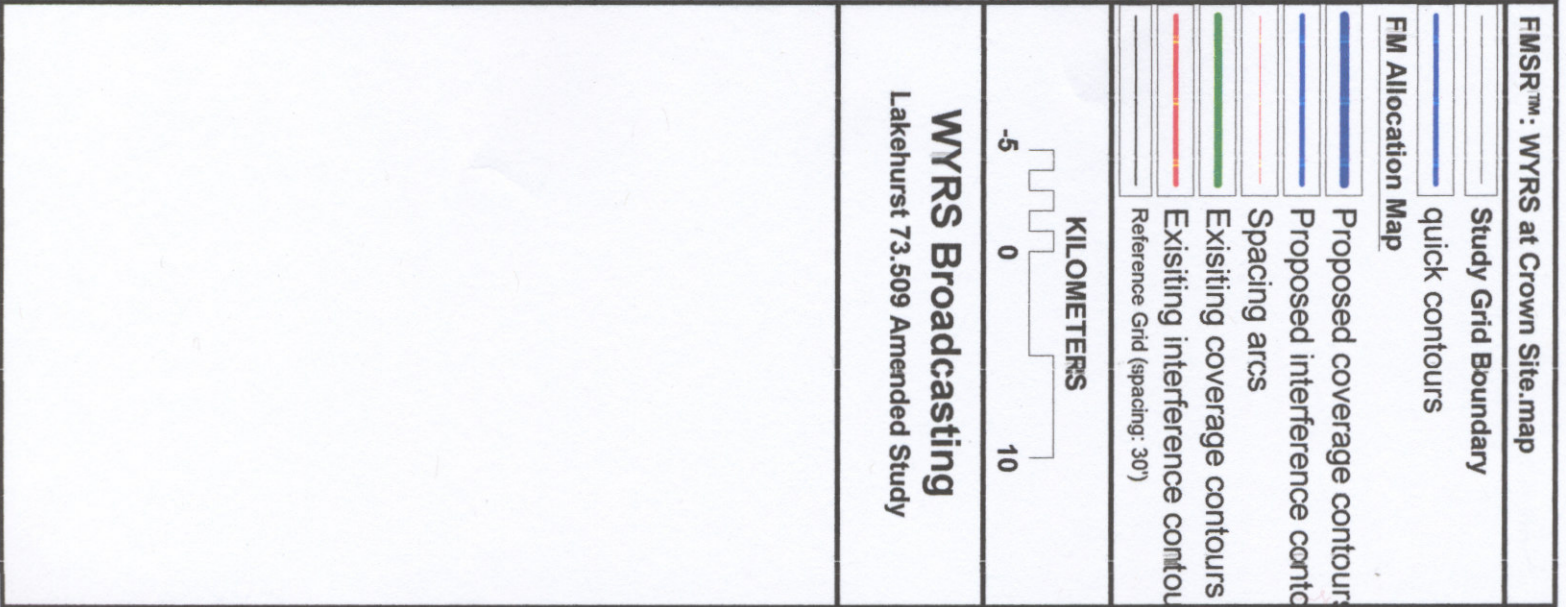 FMSR™: WYRS at Crown Site.map
Study Grid Boundary
quick contours
FM Allocation Map
Proposed coverage contours
Proposed interference conto
Spacing arcs
Exisiting coverage contours
Exisiting interference contou
Reference Grid (spacing: 30')
KILOMETERS
-5 0 10
WYRS Broadcasting
Lakehurst 73.509 Amended Study